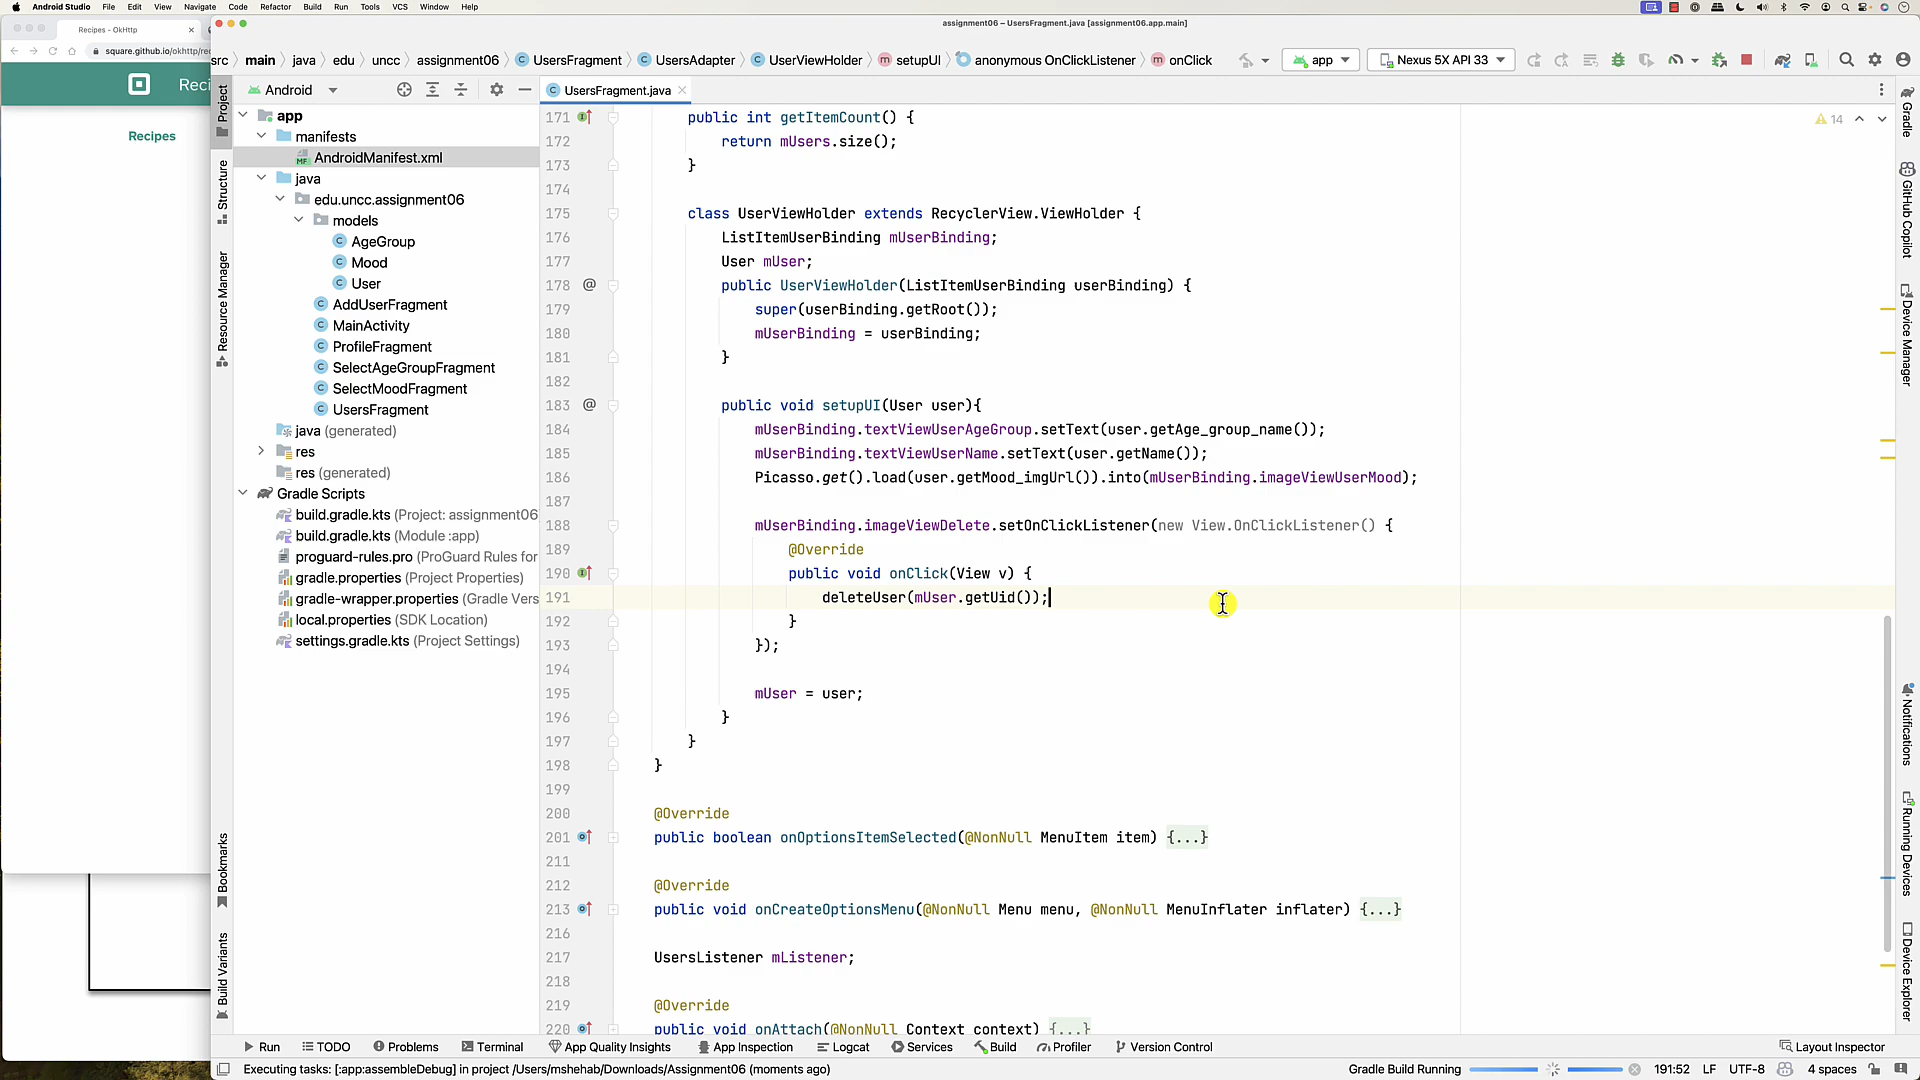 Android Studio File Edit View Navigate Code Refactor Build Run Tools VCS Window Help
Recipes - OkHttp
square.github.io/okhttp/rec
Reci
Recipes
assignment06 – UsersFragment.java [assignment06.app.main]
src main java edu uncc assignment06 UsersFragment UsersAdapter UserViewHolder setupUI anonymous OnClickListener onClick
app Nexus 5X API 33
Android
UsersFragment.java
Project
Structure
Resource Manager
Bookmarks
Build Variants
app
manifests
AndroidManifest.xml
java
edu.uncc.assignment06
models
AgeGroup
Mood
User
AddUserFragment
MainActivity
ProfileFragment
SelectAgeGroupFragment
SelectMoodFragment
UsersFragment
java (generated)
res
res (generated)
Gradle Scripts
build.gradle.kts (Project: assignment06
build.gradle.kts (Module :app)
proguard-rules.pro (ProGuard Rules for
gradle.properties (Project Properties)
gradle-wrapper.properties (Gradle Vers
local.properties (SDK Location)
settings.gradle.kts (Project Settings)
14
171 public int getItemCount() {
172 return mUsers.size();
173 }
174
175 class UserViewHolder extends RecyclerView.ViewHolder {
176 ListItemUserBinding mUserBinding;
177 User mUser;
178 @ public UserViewHolder(ListItemUserBinding userBinding) {
179 super(userBinding.getRoot());
180 mUserBinding = userBinding;
181 }
182
183 @ public void setupUI(User user){
184 mUserBinding.textViewUserAgeGroup.setText(user.getAge_group_name());
185 mUserBinding.textViewUserName.setText(user.getName());
186 Picasso.get().load(user.getMood_imgUrl()).into(mUserBinding.imageViewUserMood);
187
188 mUserBinding.imageViewDelete.setOnClickListener(new View.OnClickListener() {
189 @Override
190 public void onClick(View v) {
191 deleteUser(mUser.getUid());
192 }
193 });
194
195 mUser = user;
196 }
197 }
198 }
199
200 @Override
201 public boolean onOptionsItemSelected(@NonNull MenuItem item) {...}
211
212 @Override
213 public void onCreateOptionsMenu(@NonNull Menu menu, @NonNull MenuInflater inflater) {...}
216
217 UsersListener mListener;
218
219 @Override
220 public void onAttach(@NonNull Context context) {...}
Gradle
GitHub Copilot
Device Manager
Notifications
Running Devices
Device Explorer
Run TODO Problems Terminal App Quality Insights App Inspection Logcat Services Build Profiler Version Control Layout Inspector
Executing tasks: [:app:assembleDebug] in project /Users/mshehab/Downloads/Assignment06 (moments ago) Gradle Build Running 191:52 LF UTF-8 4 spaces